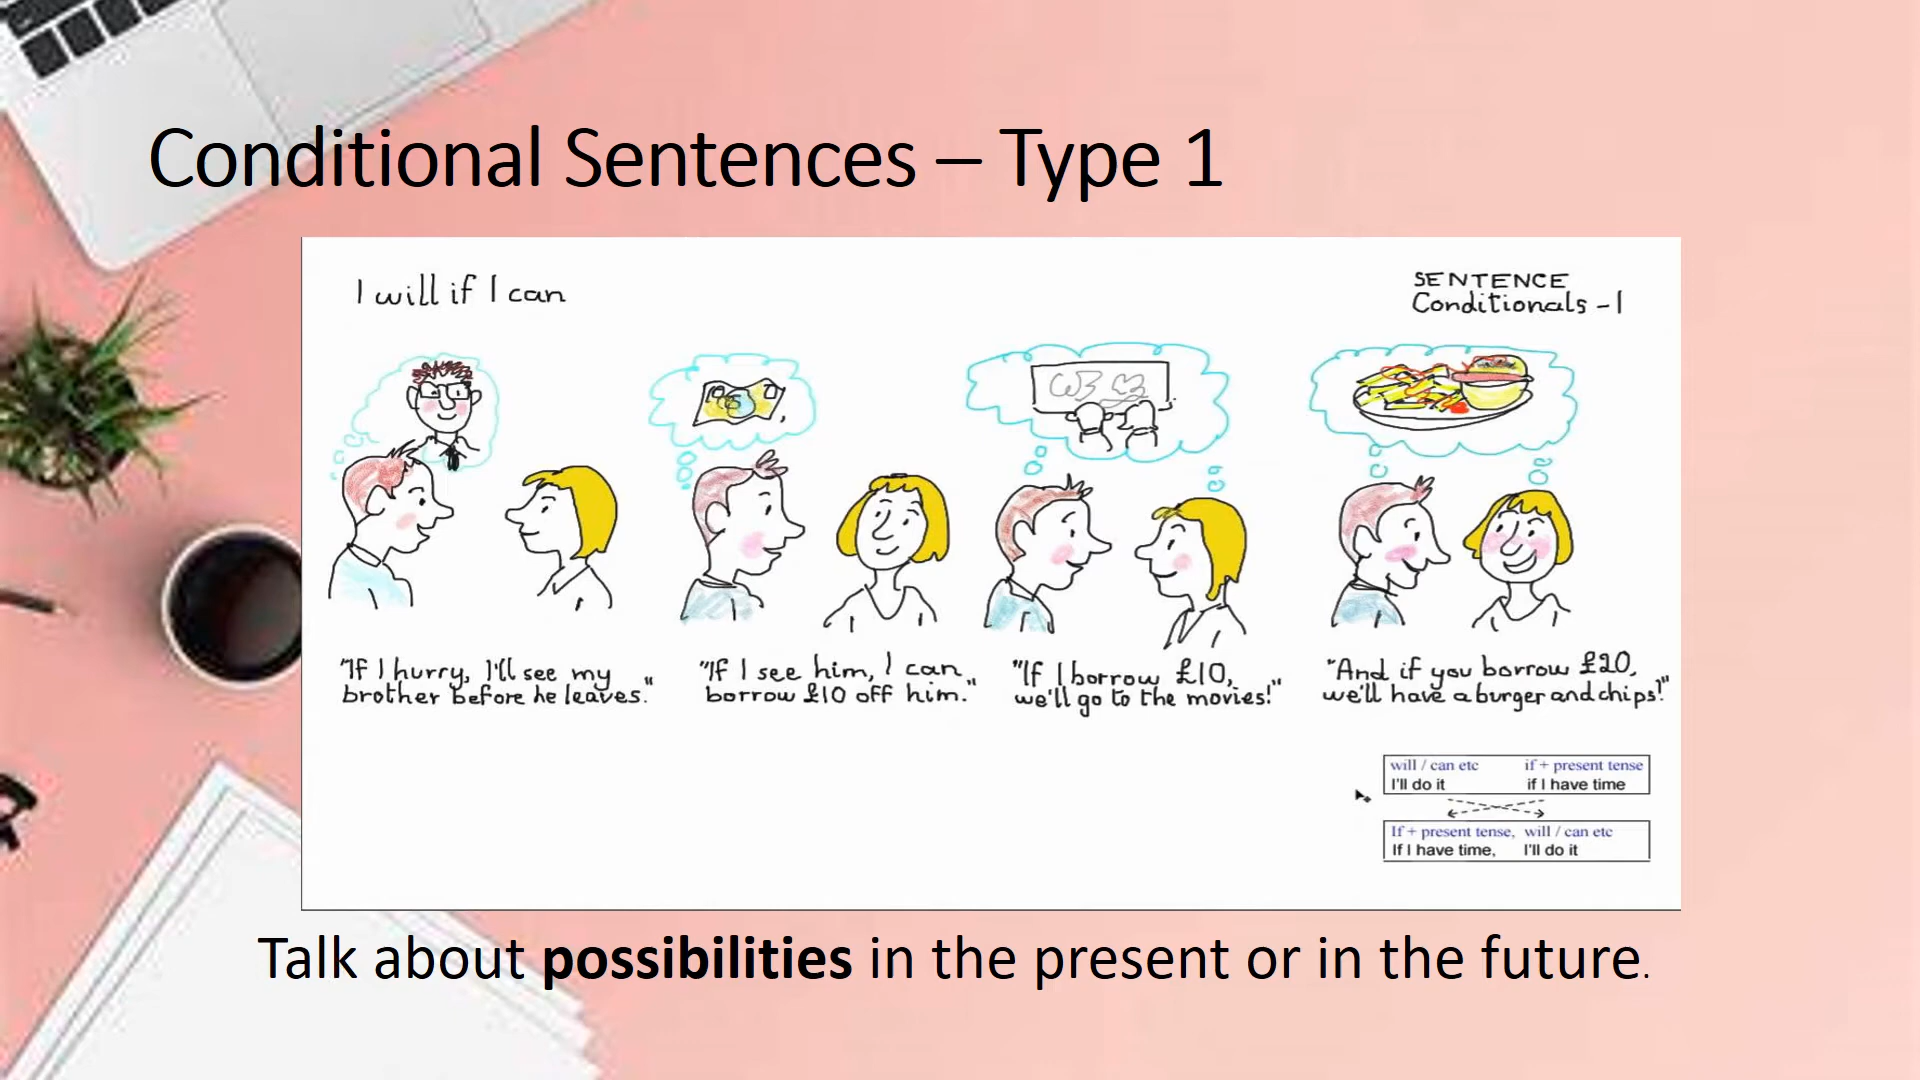 Conditional Sentences – Type 1
I will if I can
SENTENCE
Conditionals - 1
"If I hurry, I'll see my
brother before he leaves."
"If I see him, I can
borrow £10 off him."
"If I borrow £10,
we'll go to the movies!"
"And if you borrow £20,
we'll have a burger and chips!"
will / can etc if + present tense
I'll do it if I have time
If + present tense, will / can etc
If I have time, I'll do it
Talk about possibilities in the present or in the future.